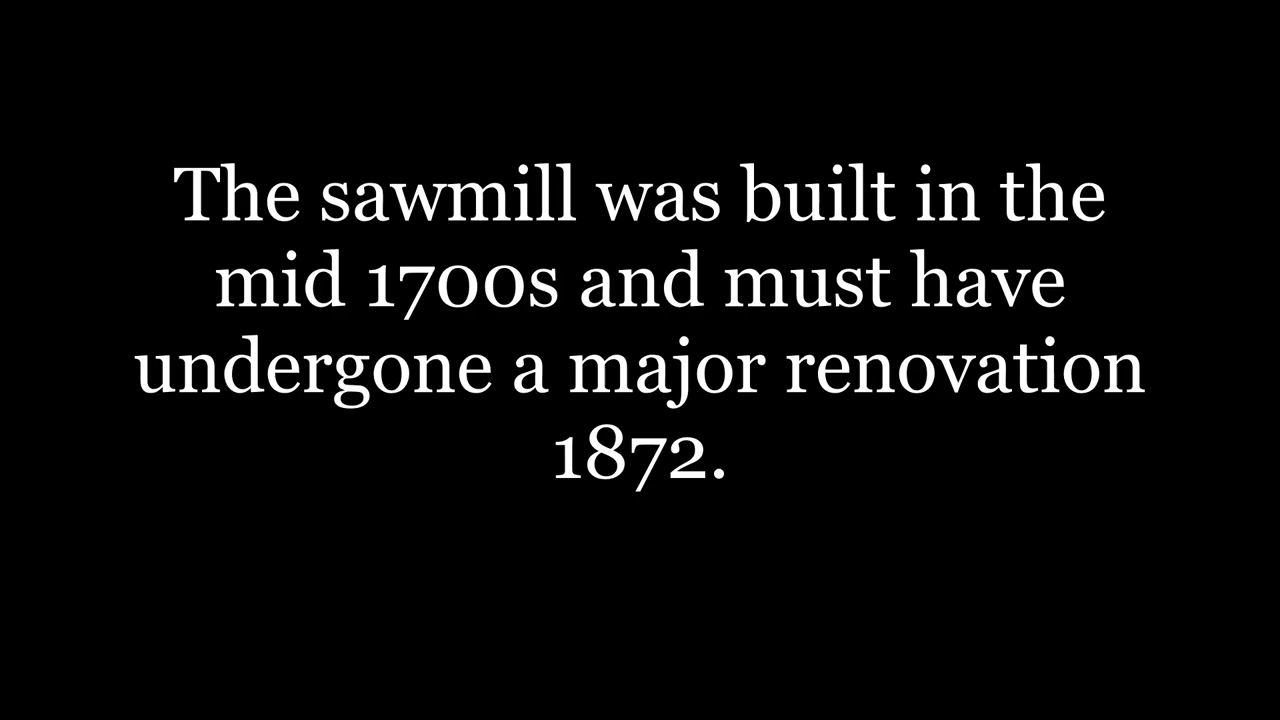 The sawmill was built in the
mid 1700s and must have
undergone a major renovation
1872.